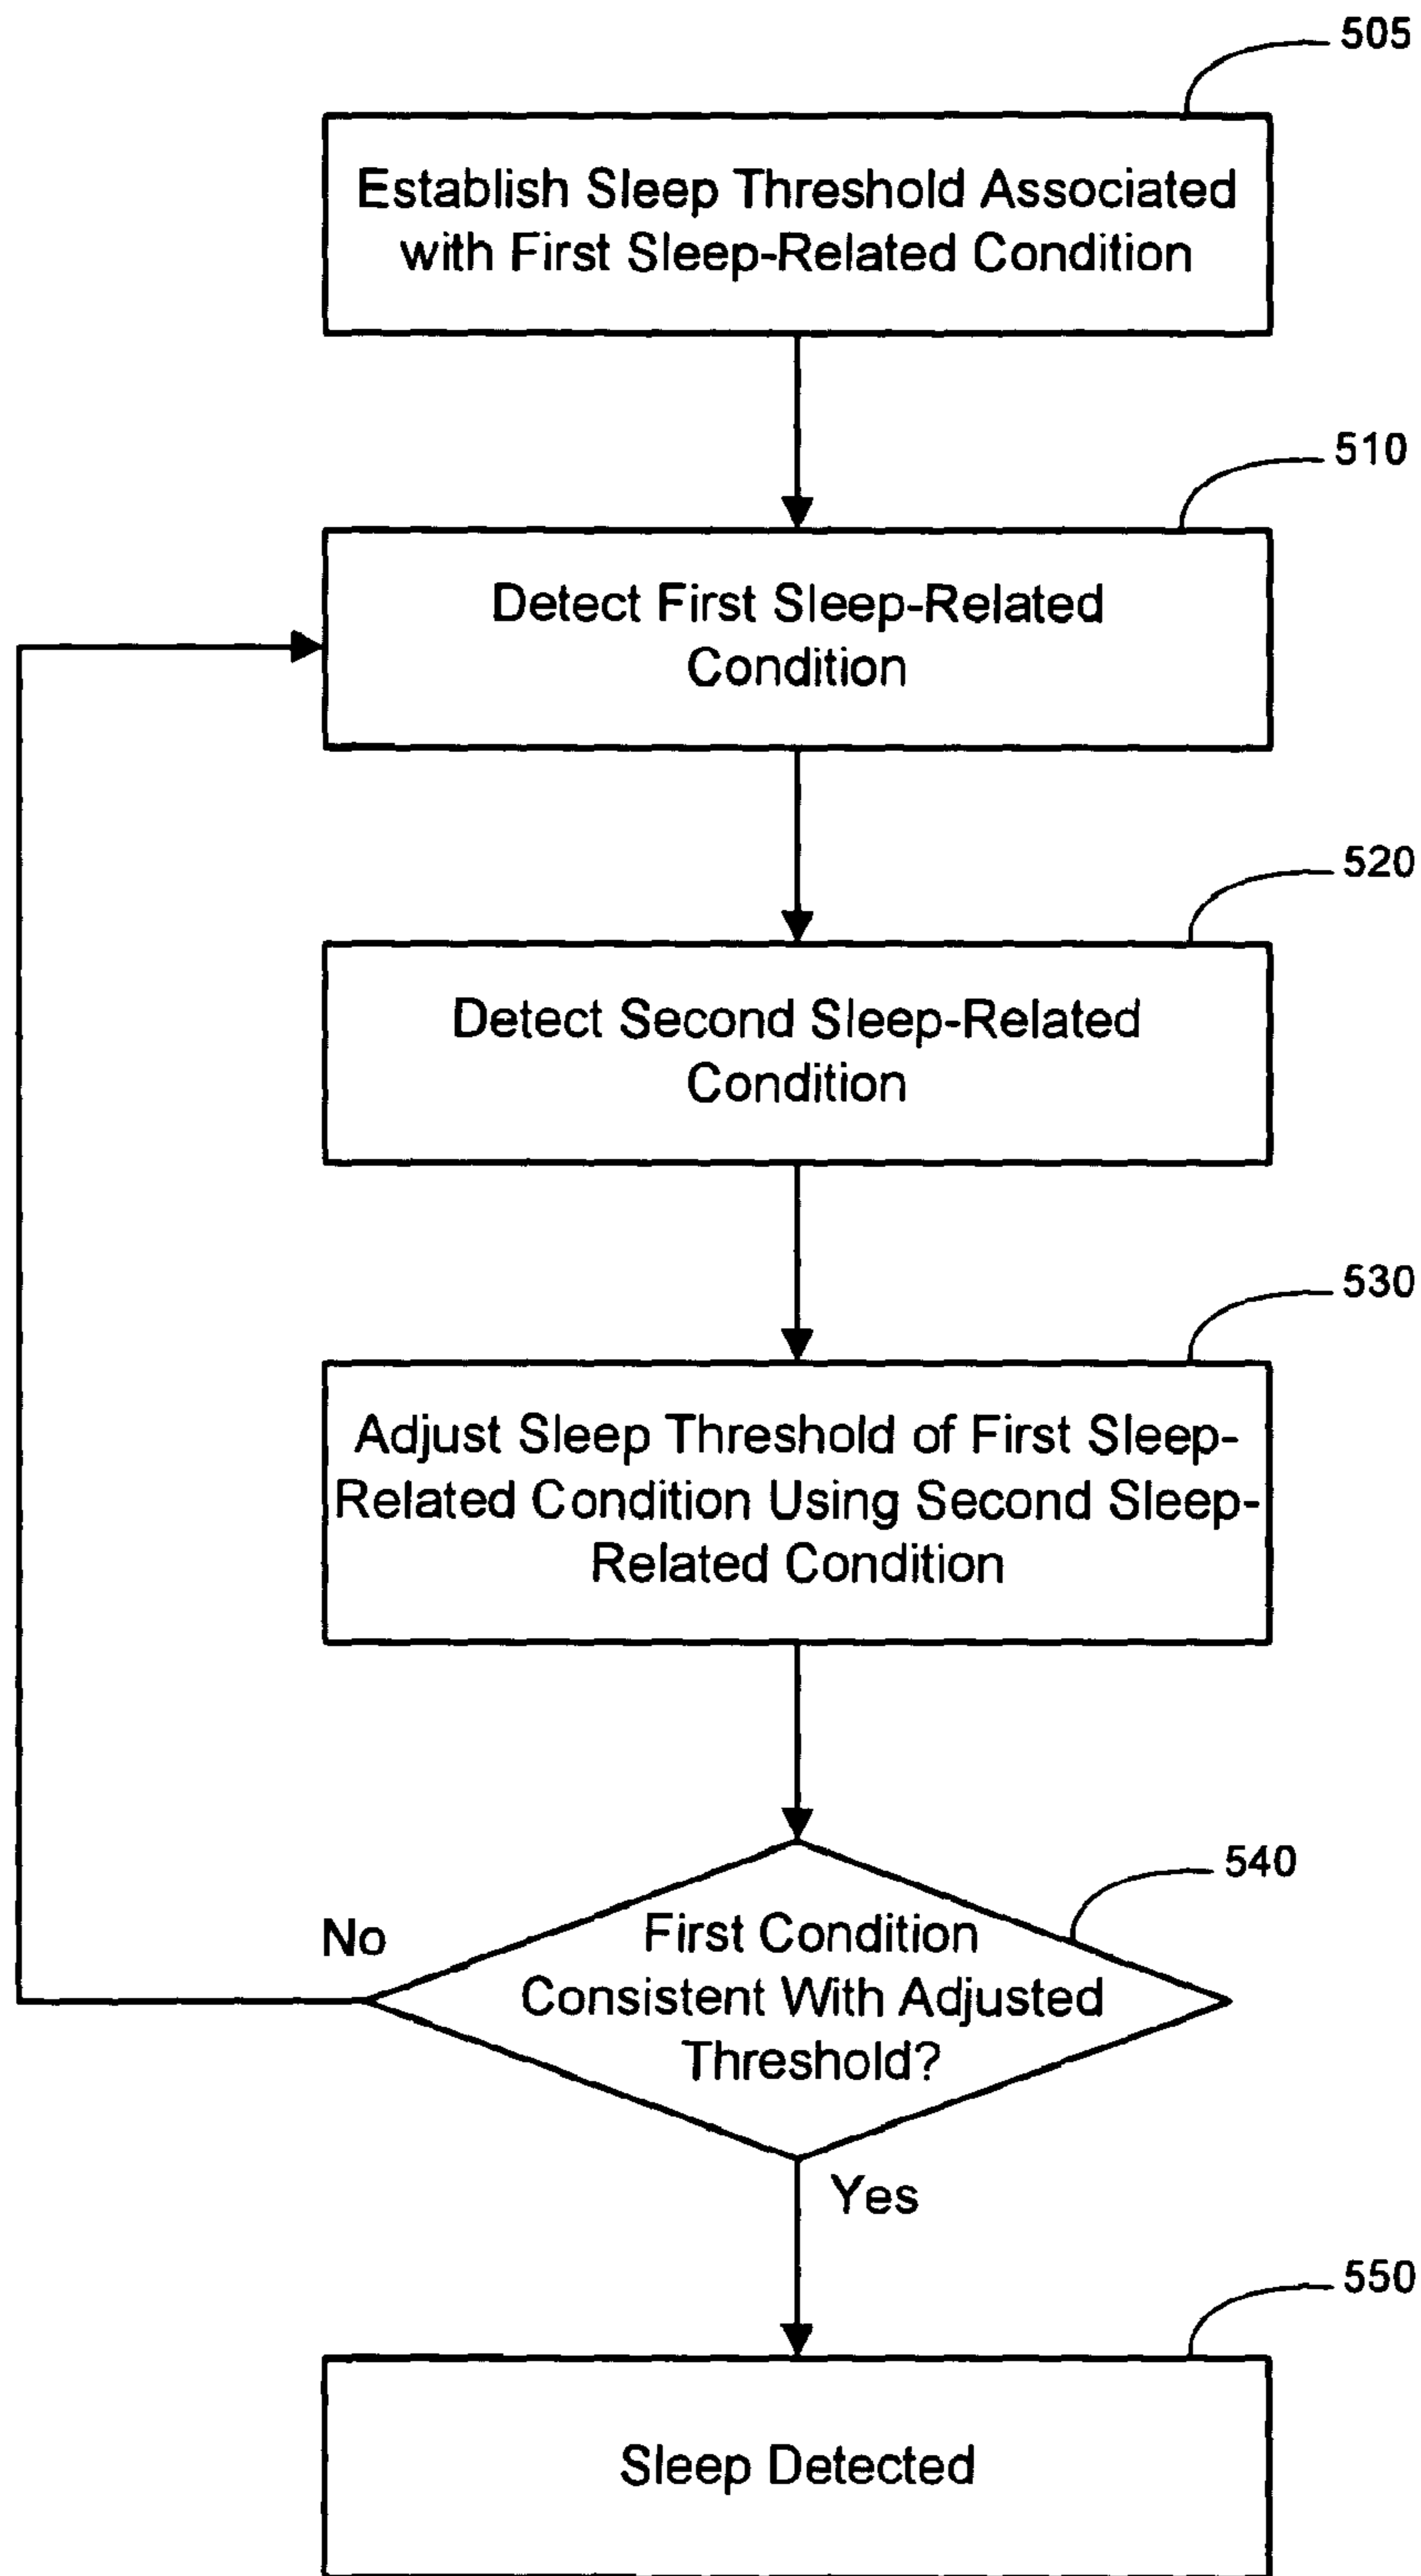 505
Establish Sleep Threshold Associated
with First Sleep-Related Condition
510
Detect First Sleep-Related
Condition
520
Detect Second Sleep-Related
Condition
530
Adjust Sleep Threshold of First Sleep-
Related Condition Using Second Sleep-
Related Condition
540
No
First Condition
Consistent With Adjusted
Threshold?
Yes
550
Sleep Detected